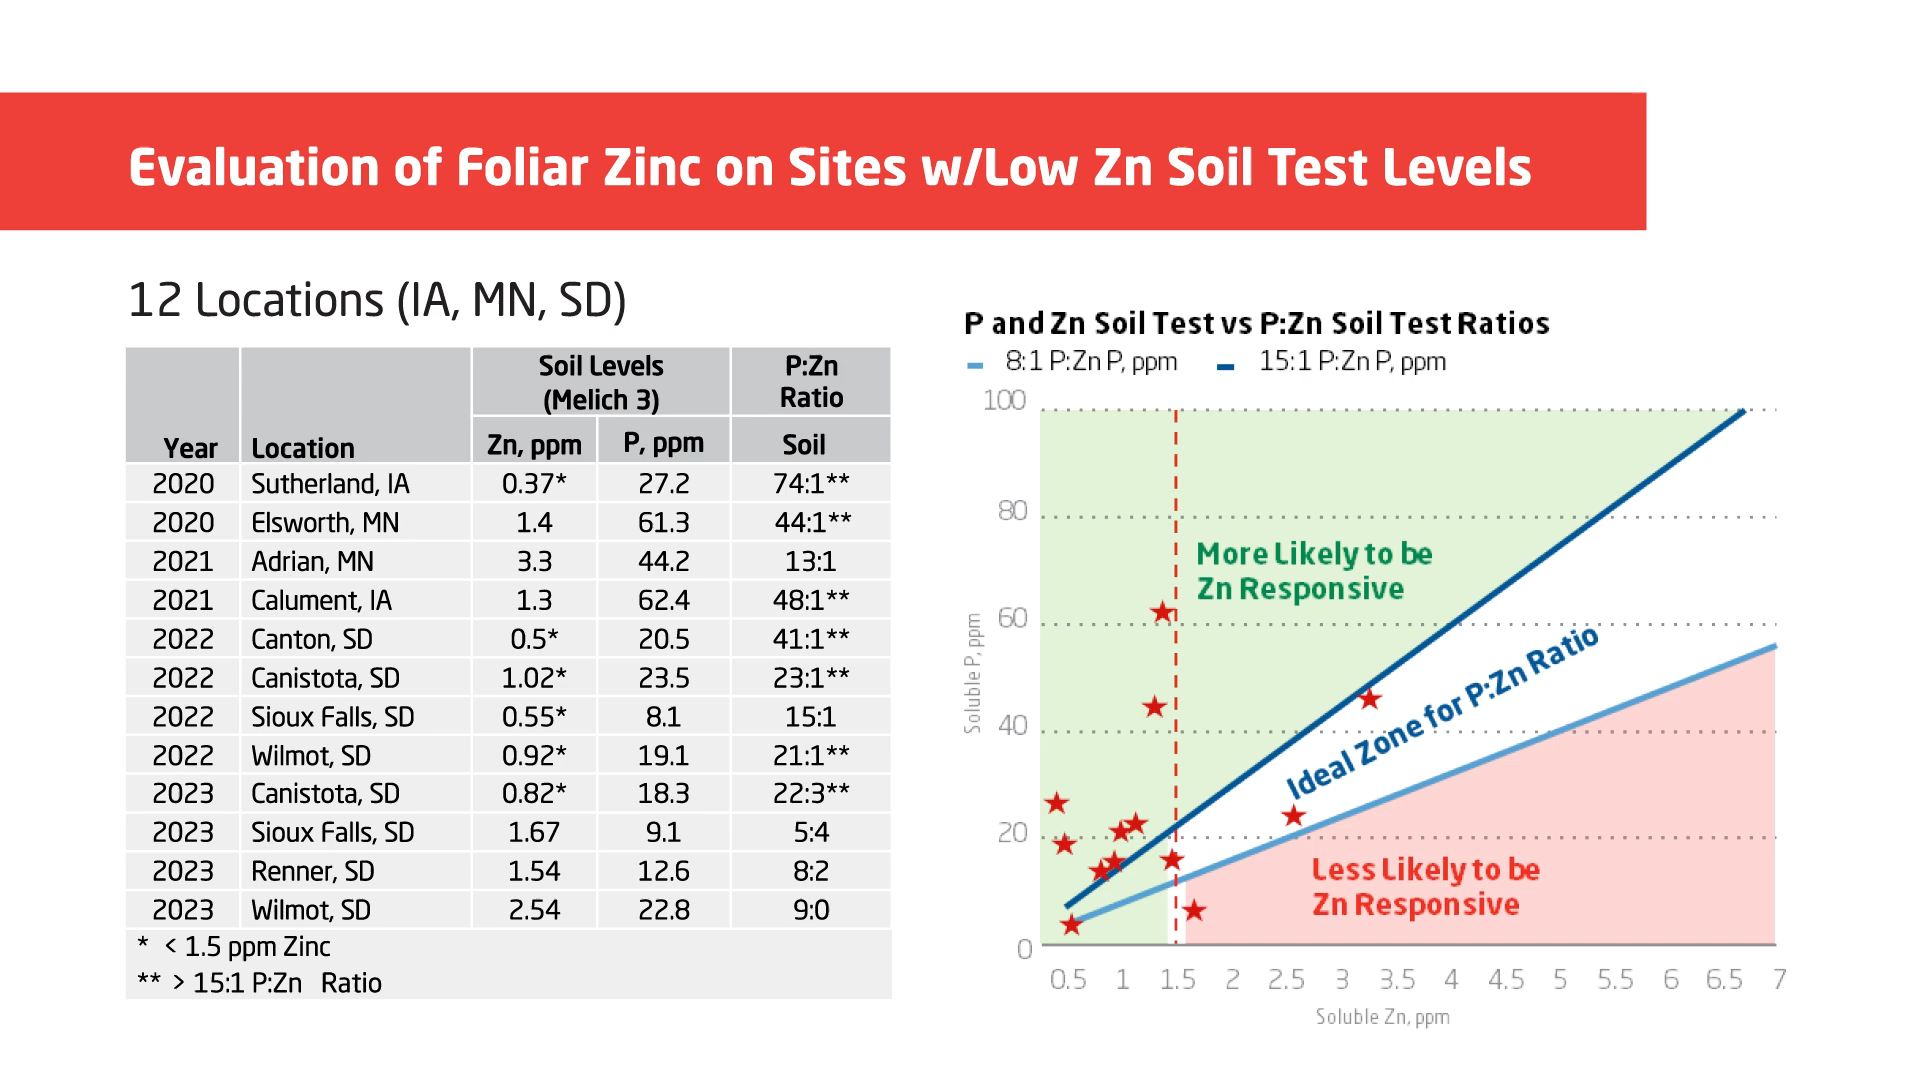 Evaluation of Foliar Zinc on Sites w/Low Zn Soil Test Levels
12 Locations (IA, MN, SD)
Year Location Soil Levels (Melich 3) P:Zn Ratio
Zn, ppm P, ppm Soil
2020 Sutherland, IA 0.37* 27.2 74:1**
2020 Elsworth, MN 1.4 61.3 44:1**
2021 Adrian, MN 3.3 44.2 13:1
2021 Calument, IA 1.3 62.4 48:1**
2022 Canton, SD 0.5* 20.5 41:1**
2022 Canistota, SD 1.02* 23.5 23:1**
2022 Sioux Falls, SD 0.55* 8.1 15:1
2022 Wilmot, SD 0.92* 19.1 21:1**
2023 Canistota, SD 0.82* 18.3 22:3**
2023 Sioux Falls, SD 1.67 9.1 5:4
2023 Renner, SD 1.54 12.6 8:2
2023 Wilmot, SD 2.54 22.8 9:0
* < 1.5 ppm Zinc
** > 15:1 P:Zn Ratio
P and Zn Soil Test vs P:Zn Soil Test Ratios
8:1 P:Zn P, ppm 15:1 P:Zn P, ppm
100
80
60
40
20
0
Soluble P, ppm
More Likely to be
Zn Responsive
Ideal Zone for P:Zn Ratio
Less Likely to be
Zn Responsive
0.5 1 1.5 2 2.5 3 3.5 4 4.5 5 5.5 6 6.5 7
Soluble Zn, ppm